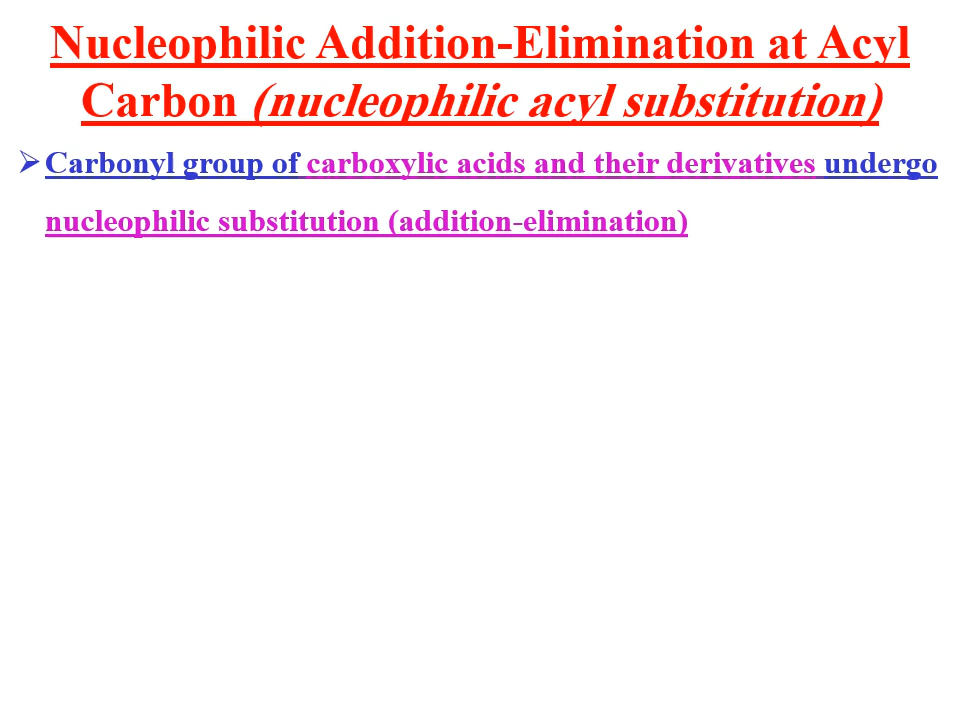 Nucleophilic Addition-Elimination at Acyl
Carbon (nucleophilic acyl substitution)
➢Carbonyl group of carboxylic acids and their derivatives undergo
nucleophilic substitution (addition-elimination)